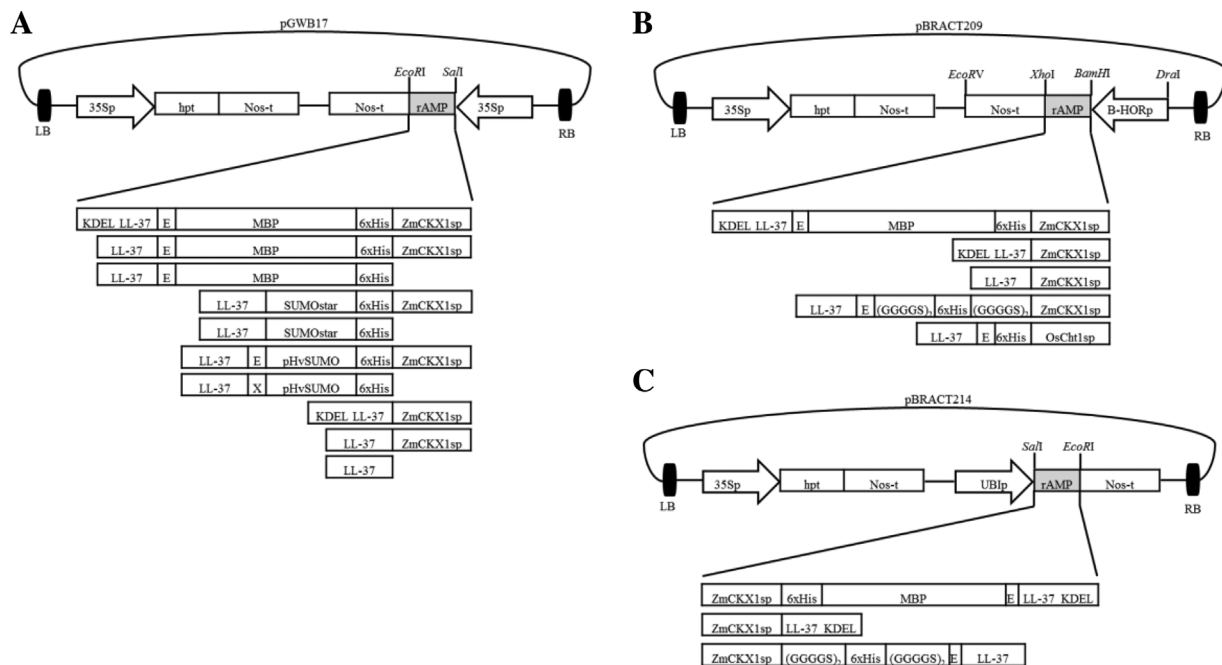 A
pGWB17
EcoRI SalI
35Sp hpt Nos-t Nos-t rAMP 35Sp
LB RB
KDEL LL-37 E MBP 6xHis ZmCKX1sp
LL-37 E MBP 6xHis ZmCKX1sp
LL-37 E MBP 6xHis
LL-37 SUMOstar 6xHis ZmCKX1sp
LL-37 SUMOstar 6xHis
LL-37 E pHvSUMO 6xHis ZmCKX1sp
LL-37 X pHvSUMO 6xHis
KDEL LL-37 ZmCKX1sp
LL-37 ZmCKX1sp
LL-37
B
pBRACT209
EcoRV XhoI BamHI DraI
35Sp hpt Nos-t Nos-t rAMP B-HORp
LB RB
KDEL LL-37 E MBP 6xHis ZmCKX1sp
KDEL LL-37 ZmCKX1sp
LL-37 ZmCKX1sp
LL-37 E (GGGGS)₂ 6xHis (GGGGS)₂ ZmCKX1sp
LL-37 E 6xHis OsCht1sp
C
pBRACT214
SalI EcoRI
35Sp hpt Nos-t UBIp rAMP Nos-t
LB RB
ZmCKX1sp 6xHis MBP E LL-37 KDEL
ZmCKX1sp LL-37 KDEL
ZmCKX1sp (GGGGS)₂ 6xHis (GGGGS)₂ E LL-37